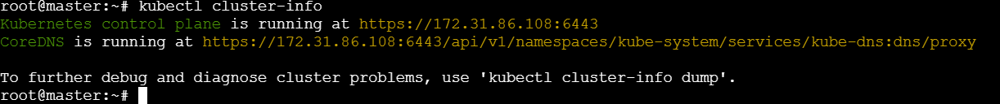 root@master:~# kubectl cluster-info
Kubernetes control plane is running at https://172.31.86.108:6443
CoreDNS is running at https://172.31.86.108:6443/api/v1/namespaces/kube-system/services/kube-dns:dns/proxy

To further debug and diagnose cluster problems, use 'kubectl cluster-info dump'.
root@master:~#